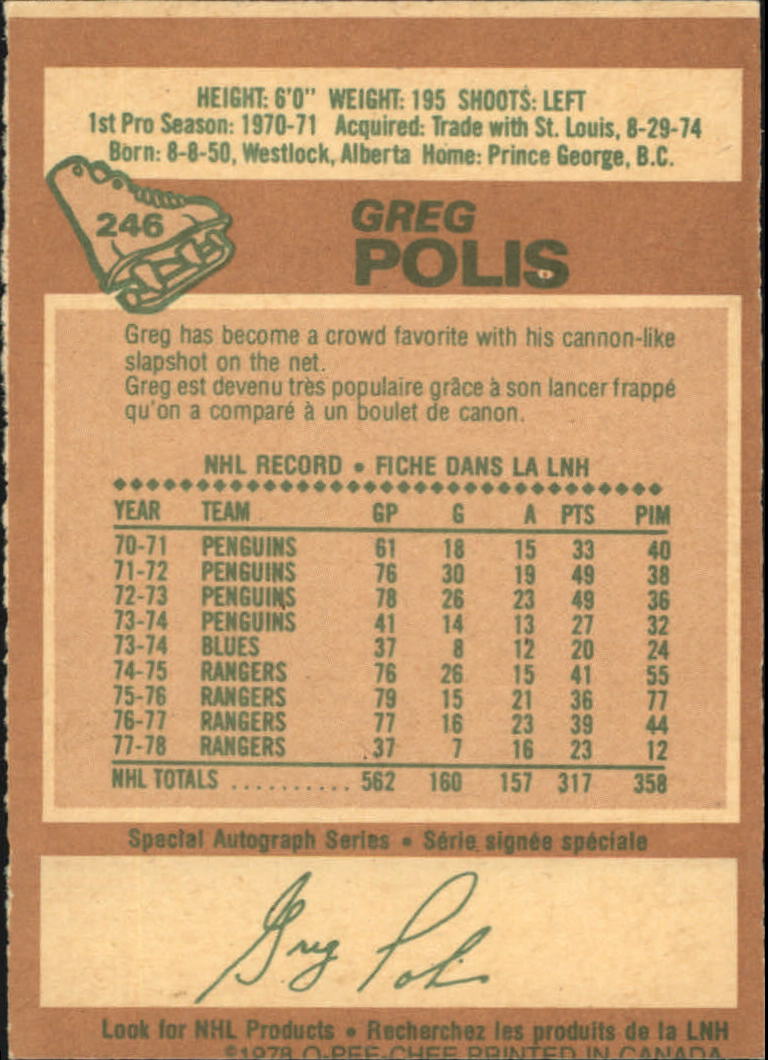 HEIGHT: 6'0" WEIGHT: 195 SHOOTS: LEFT
1st Pro Season: 1970-71 Acquired: Trade with St. Louis, 8-29-74
Born: 8-8-50, Westlock, Alberta Home: Prince George, B.C.
246
GREG
POLIS
Greg has become a crowd favorite with his cannon-like
slapshot on the net.
Greg est devenu très populaire grâce à son lancer frappé
qu'on a comparé à un boulet de canon.
NHL RECORD • FICHE DANS LA LNH
YEAR TEAM GP G A PTS PIM
70-71 PENGUINS 61 18 15 33 40
71-72 PENGUINS 76 30 19 49 38
72-73 PENGUINS 78 26 23 49 36
73-74 PENGUINS 41 14 13 27 32
73-74 BLUES 37 8 12 20 24
74-75 RANGERS 76 26 15 41 55
75-76 RANGERS 79 15 21 36 77
76-77 RANGERS 77 16 23 39 44
77-78 RANGERS 37 7 16 23 12
NHL TOTALS .......... 562 160 157 317 358
Special Autograph Series • Série signée spéciale
Greg Polis
Look for NHL Products • Recherchez les produits de la LNH
©1978 O-PEE-CHEE PRINTED IN CANADA